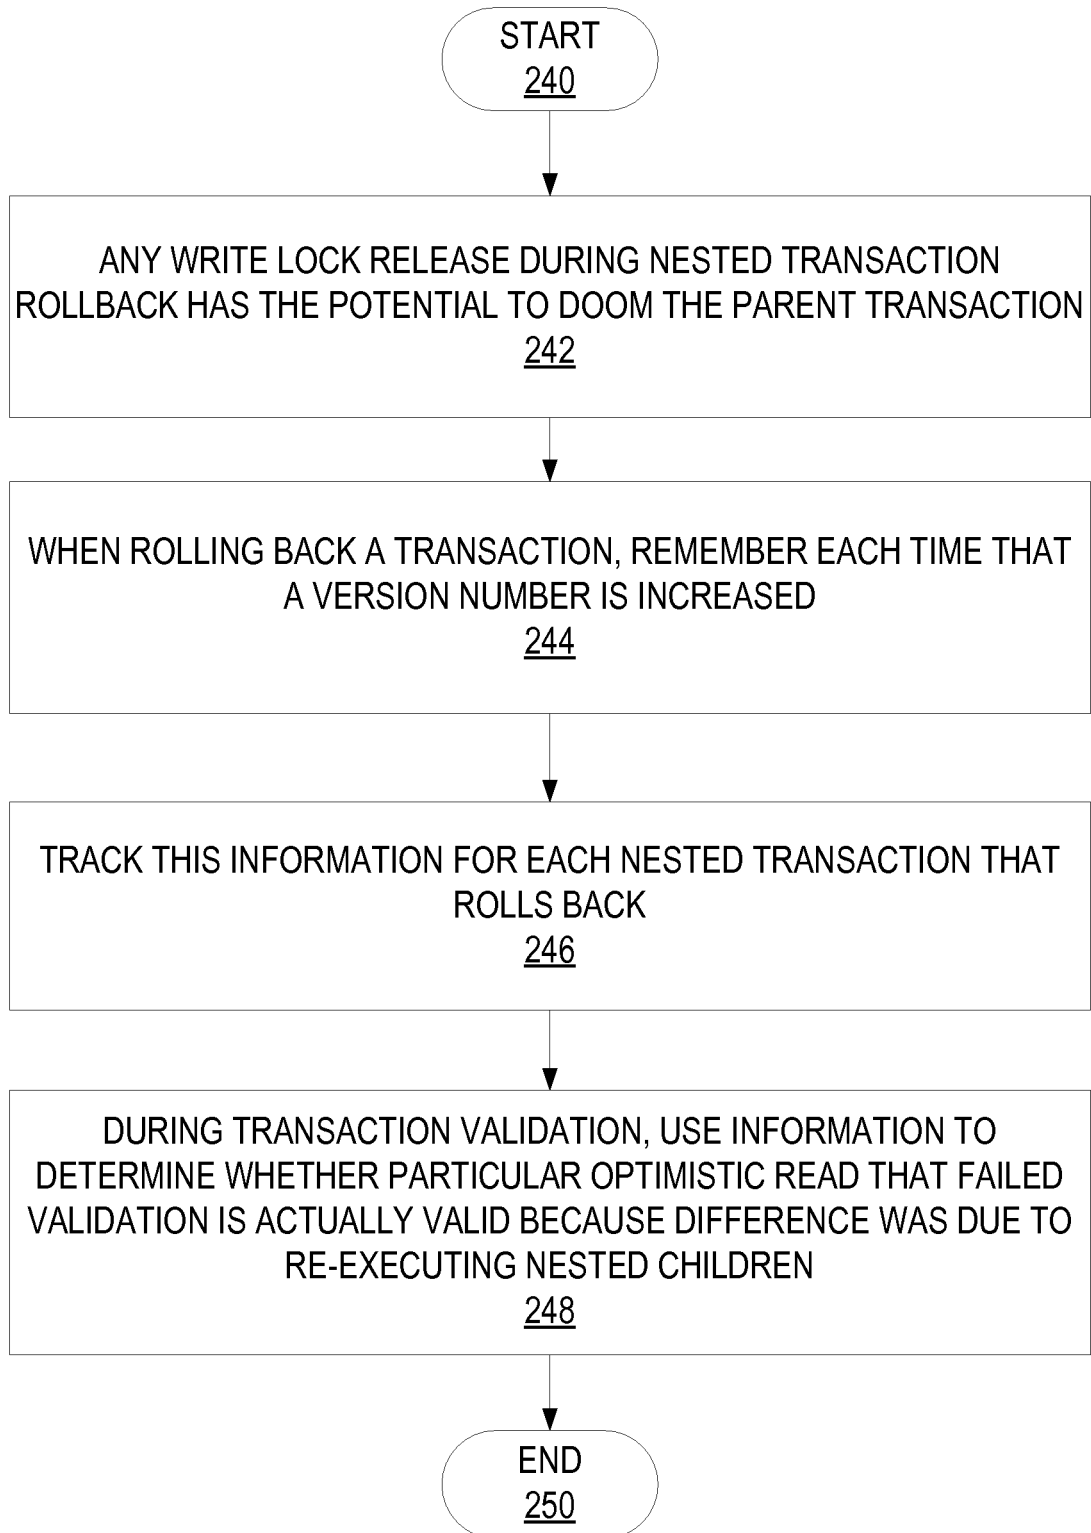 START
240
ANY WRITE LOCK RELEASE DURING NESTED TRANSACTION
ROLLBACK HAS THE POTENTIAL TO DOOM THE PARENT TRANSACTION
242
WHEN ROLLING BACK A TRANSACTION, REMEMBER EACH TIME THAT
A VERSION NUMBER IS INCREASED
244
TRACK THIS INFORMATION FOR EACH NESTED TRANSACTION THAT
ROLLS BACK
246
DURING TRANSACTION VALIDATION, USE INFORMATION TO
DETERMINE WHETHER PARTICULAR OPTIMISTIC READ THAT FAILED
VALIDATION IS ACTUALLY VALID BECAUSE DIFFERENCE WAS DUE TO
RE-EXECUTING NESTED CHILDREN
248
END
250